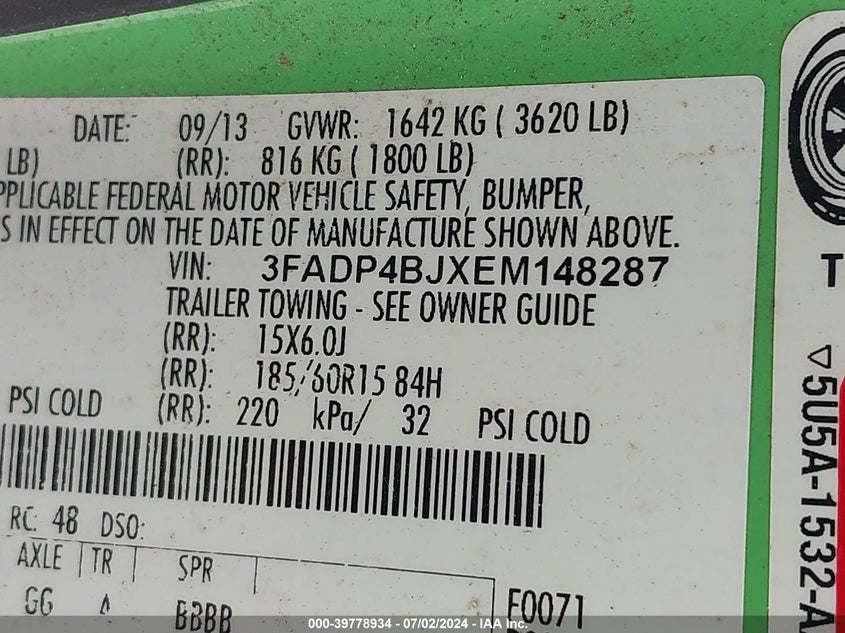 DATE: 09/13 GVWR: 1642 KG ( 3620 LB)
LB) (RR): 816 KG ( 1800 LB)
PPLICABLE FEDERAL MOTOR VEHICLE SAFETY, BUMPER,
S IN EFFECT ON THE DATE OF MANUFACTURE SHOWN ABOVE.
VIN: 3FADP4BJXEM148287
TRAILER TOWING - SEE OWNER GUIDE
(RR): 15X6.0J
(RR): 185/60R15 84H
PSI COLD (RR): 220 kPa/ 32 PSI COLD
RC: 48 DSO:
AXLE TR SPR
GG A BBBB
F0071
T
5U5A-1532-A
000-39778934 - 07/02/2024 - IAA Inc.